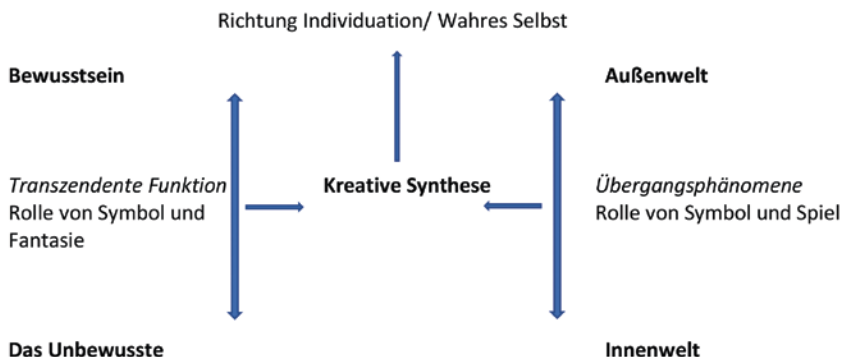 Richtung Individuation/ Wahres Selbst
Bewusstsein
Außenwelt
Transzendente Funktion
Rolle von Symbol und
Fantasie
Kreative Synthese
Übergangsphänomene
Rolle von Symbol und Spiel
Das Unbewusste
Innenwelt